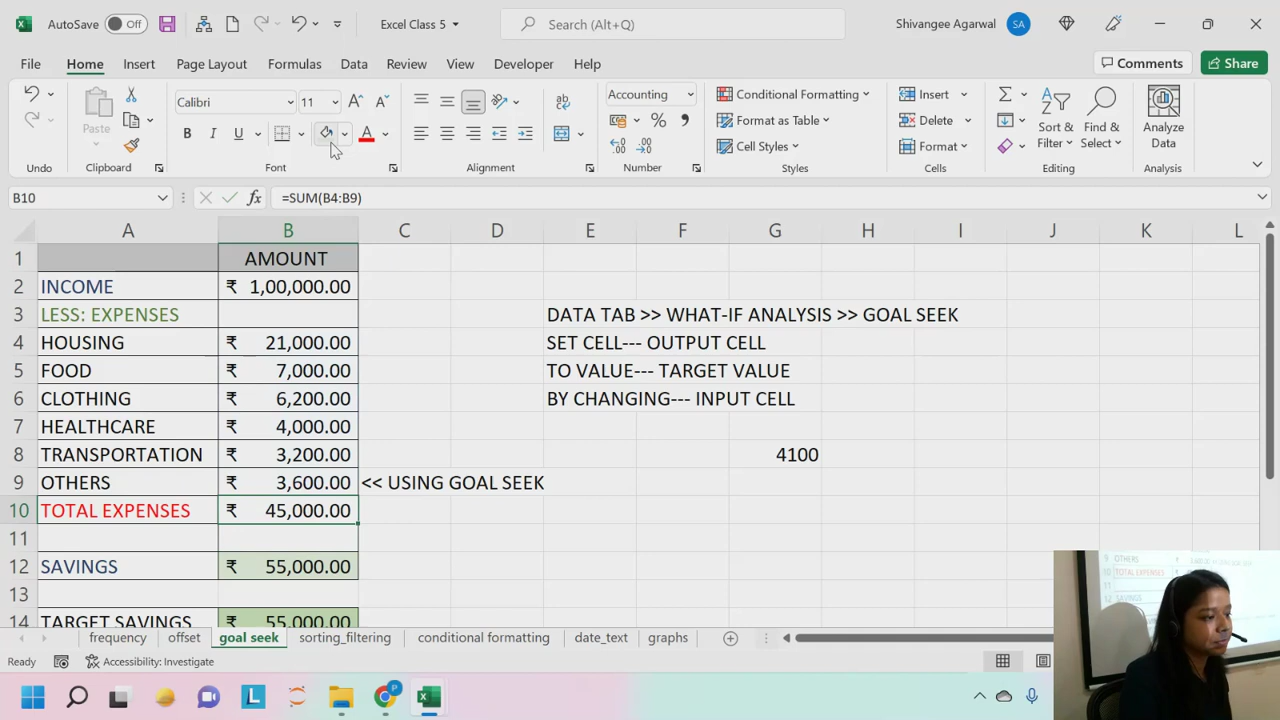 AutoSave Off Excel Class 5 Search (Alt+Q) Shivangee Agarwal SA
File Home Insert Page Layout Formulas Data Review View Developer Help Comments Share
Paste Calibri 11 Accounting Conditional Formatting Insert
B I U A % Format as Table Delete Sort & Filter Find & Select Analyze Data
Cell Styles Format
Undo Clipboard Font Alignment Number Styles Cells Editing Analysis
B10 fx =SUM(B4:B9)
A B C D E F G H I J K L
1 AMOUNT
2 INCOME ₹ 1,00,000.00
3 LESS: EXPENSES DATA TAB >> WHAT-IF ANALYSIS >> GOAL SEEK
4 HOUSING ₹ 21,000.00 SET CELL--- OUTPUT CELL
5 FOOD ₹ 7,000.00 TO VALUE--- TARGET VALUE
6 CLOTHING ₹ 6,200.00 BY CHANGING--- INPUT CELL
7 HEALTHCARE ₹ 4,000.00
8 TRANSPORTATION ₹ 3,200.00 4100
9 OTHERS ₹ 3,600.00 << USING GOAL SEEK
10 TOTAL EXPENSES ₹ 45,000.00
11
12 SAVINGS ₹ 55,000.00
13
14 TARGET SAVINGS ₹ 55,000.00
frequency offset goal seek sorting_filtering conditional formatting date_text graphs
Ready Accessibility: Investigate